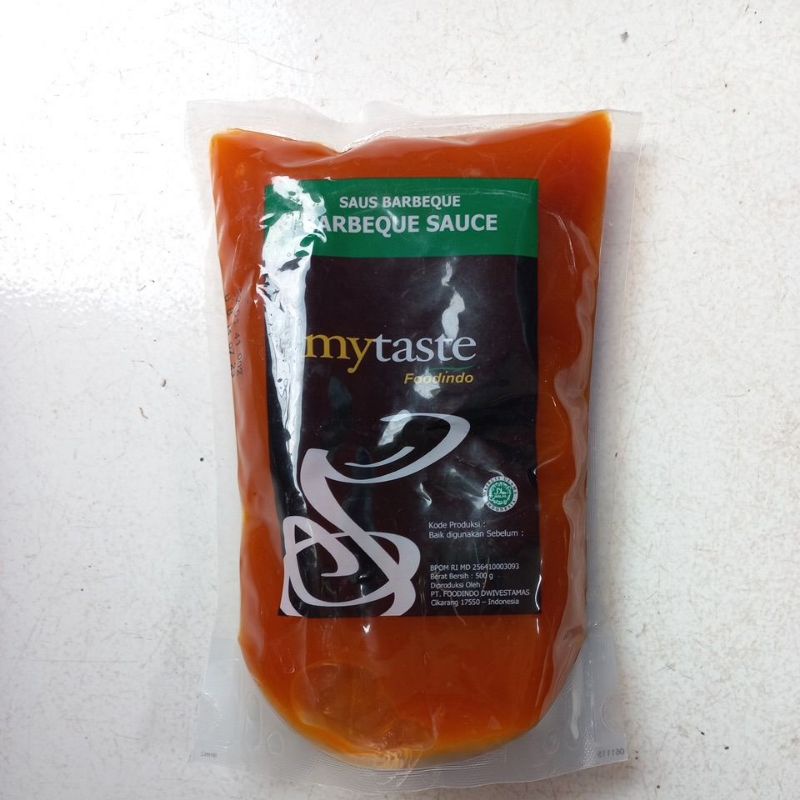 SAUS BARBEQUE
BARBEQUE SAUCE
mytaste
Foodindo
Kode Produksi :
Baik digunakan Sebelum :
BPOM RI MD 256410003093
Berat Bersih : 500 g
Diproduksi Oleh :
PT. FOODINDO DWIVESTAMAS
Cikarang 17550 – Indonesia